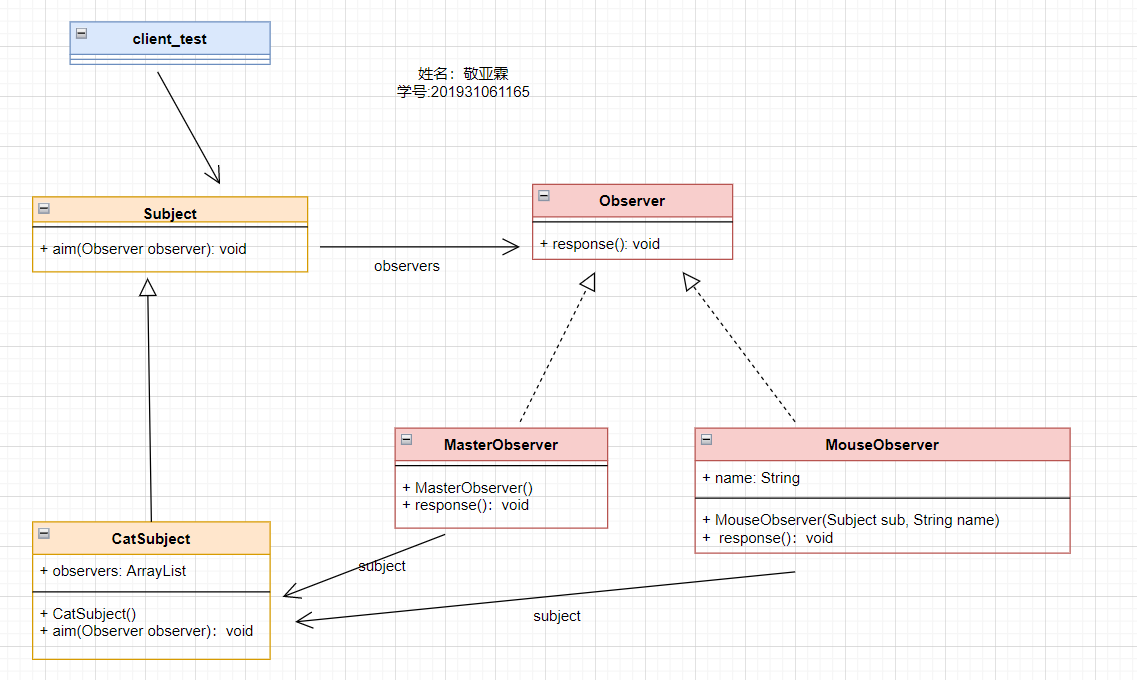 client_test
姓名：敬亚霖
学号:201931061165
Subject
+ aim(Observer observer): void
observers
Observer
+ response(): void
MasterObserver
+ MasterObserver()
+ response()：void
MouseObserver
+ name: String
+ MouseObserver(Subject sub, String name)
+  response()：void
CatSubject
+ observers: ArrayList
+ CatSubject()
+ aim(Observer observer)：void
subject
subject